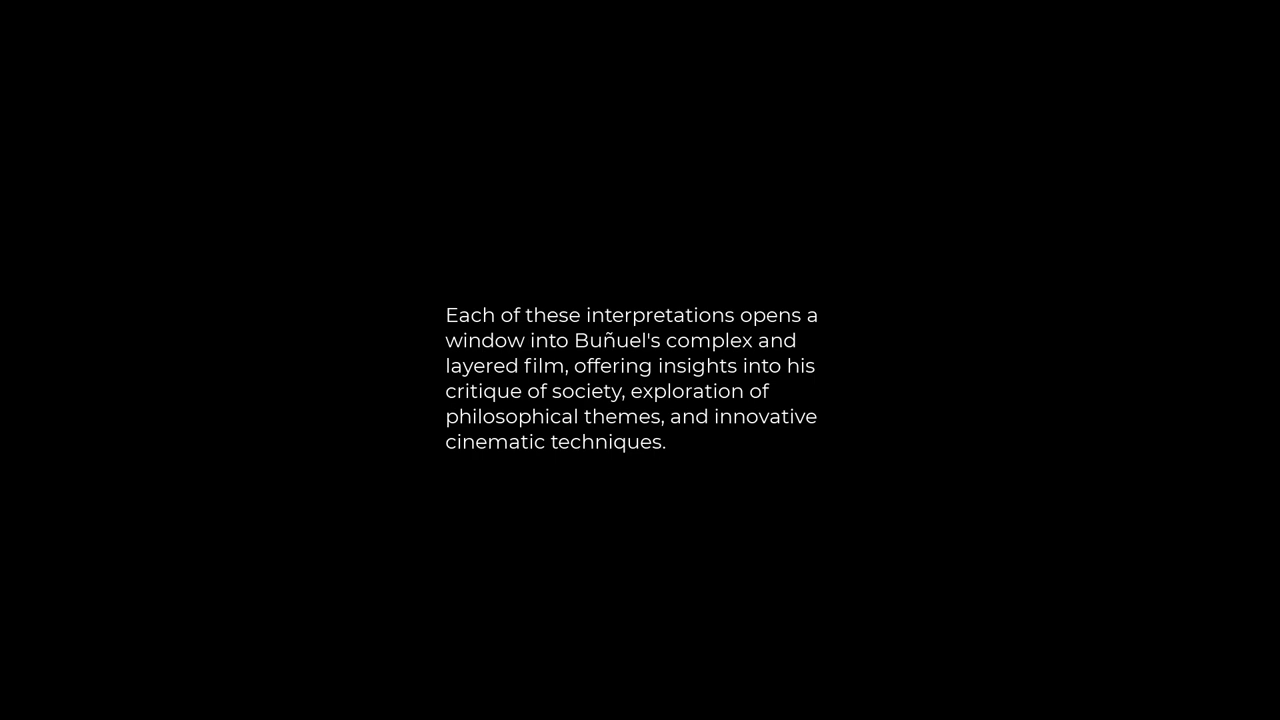 Each of these interpretations opens a
window into Buñuel's complex and
layered film, offering insights into his
critique of society, exploration of
philosophical themes, and innovative
cinematic techniques.